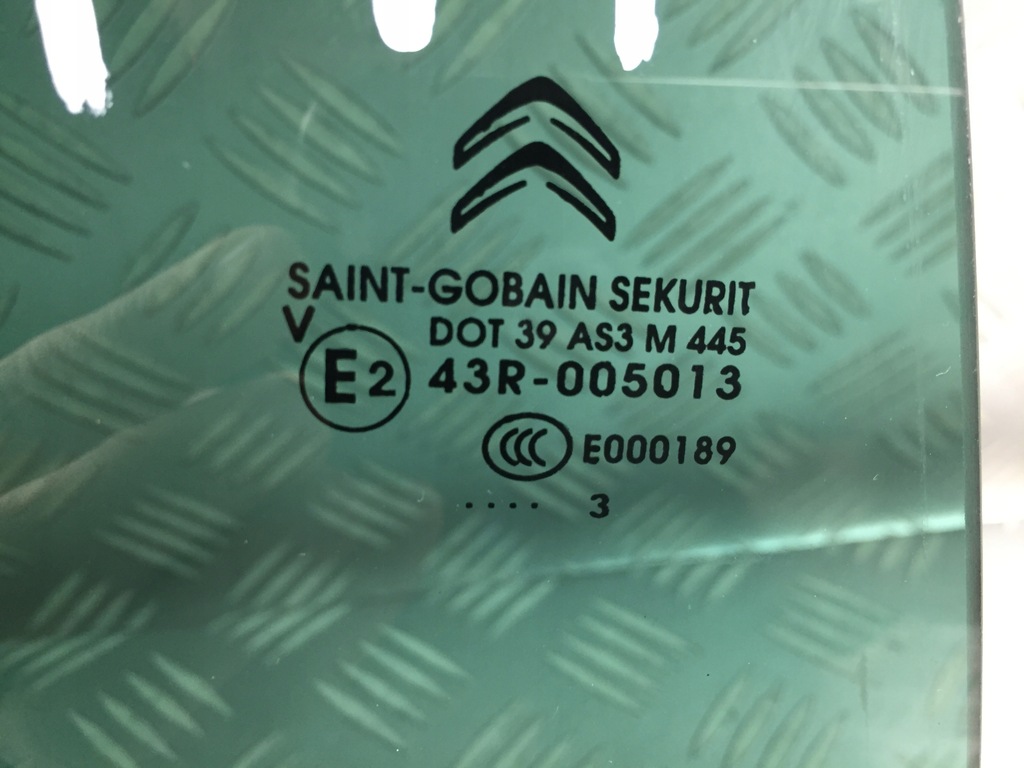 SAINT-GOBAIN SEKURIT
V DOT 39 AS3 M 445
E2 43R-005013
CCC E000189
.... 3